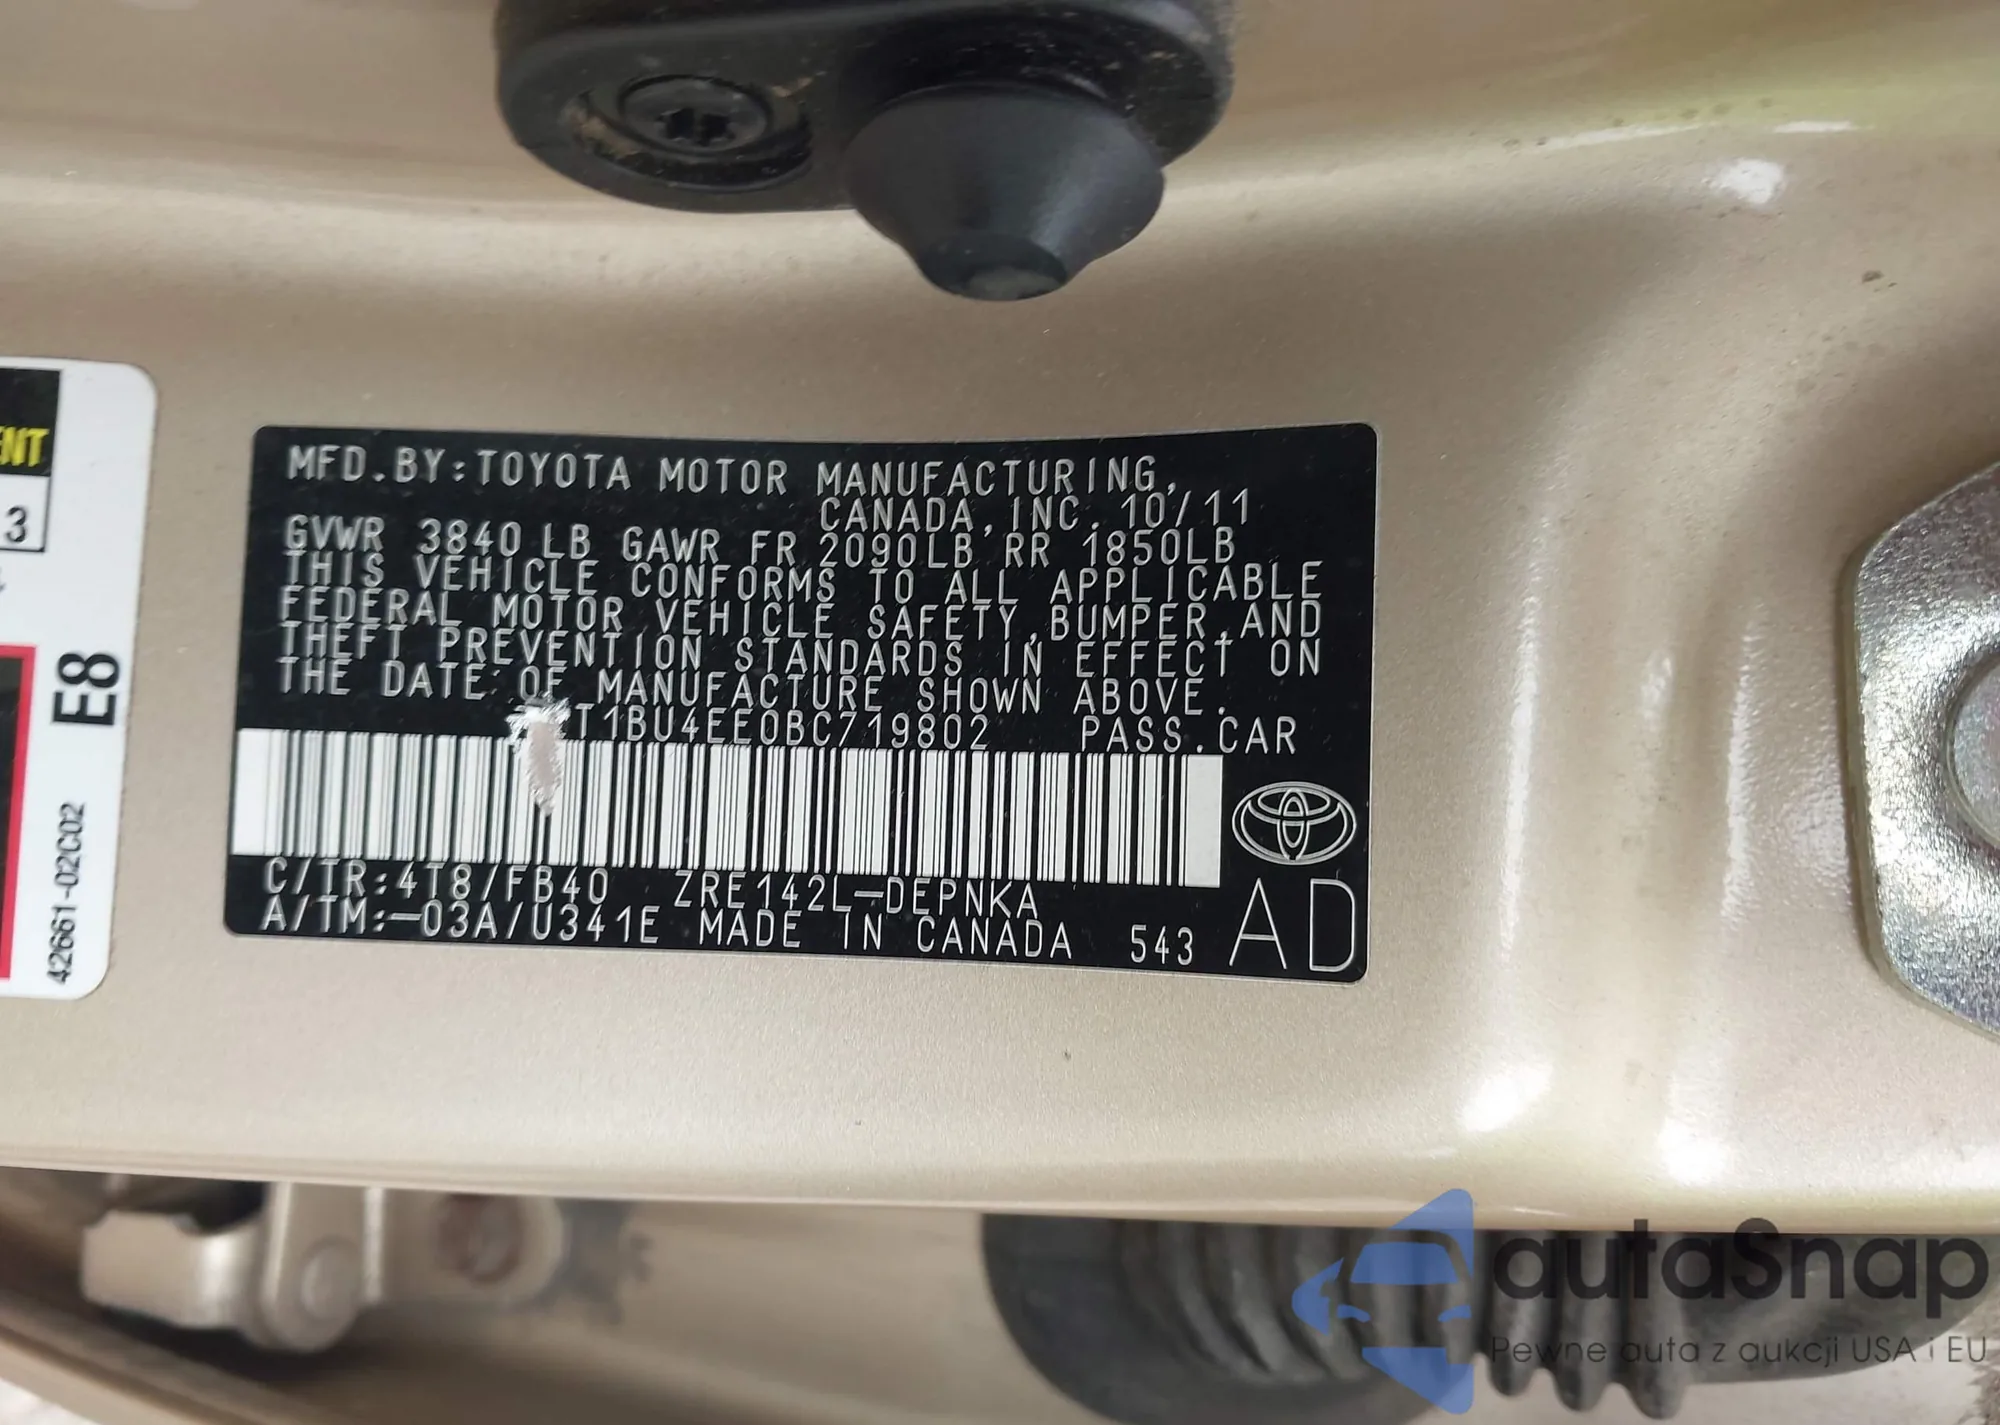 MFD.BY:TOYOTA MOTOR MANUFACTURING,
CANADA, INC. 10/11
GVWR 3840 LB GAWR FR 2090LB RR 1850LB
THIS VEHICLE CONFORMS TO ALL APPLICABLE
FEDERAL MOTOR VEHICLE SAFETY,BUMPER,AND
THEFT PREVENTION STANDARDS IN EFFECT ON
THE DATE OF MANUFACTURE SHOWN ABOVE.
T1BU4EE0BC719802 PASS.CAR
C/TR:4T8/FB40 ZRE142L-DEPNKA
A/TM:-03A/U341E MADE IN CANADA 543
AD
ENT
3
E8
42661-02C02
autaSnap
Pewne auta z aukcji USA i EU